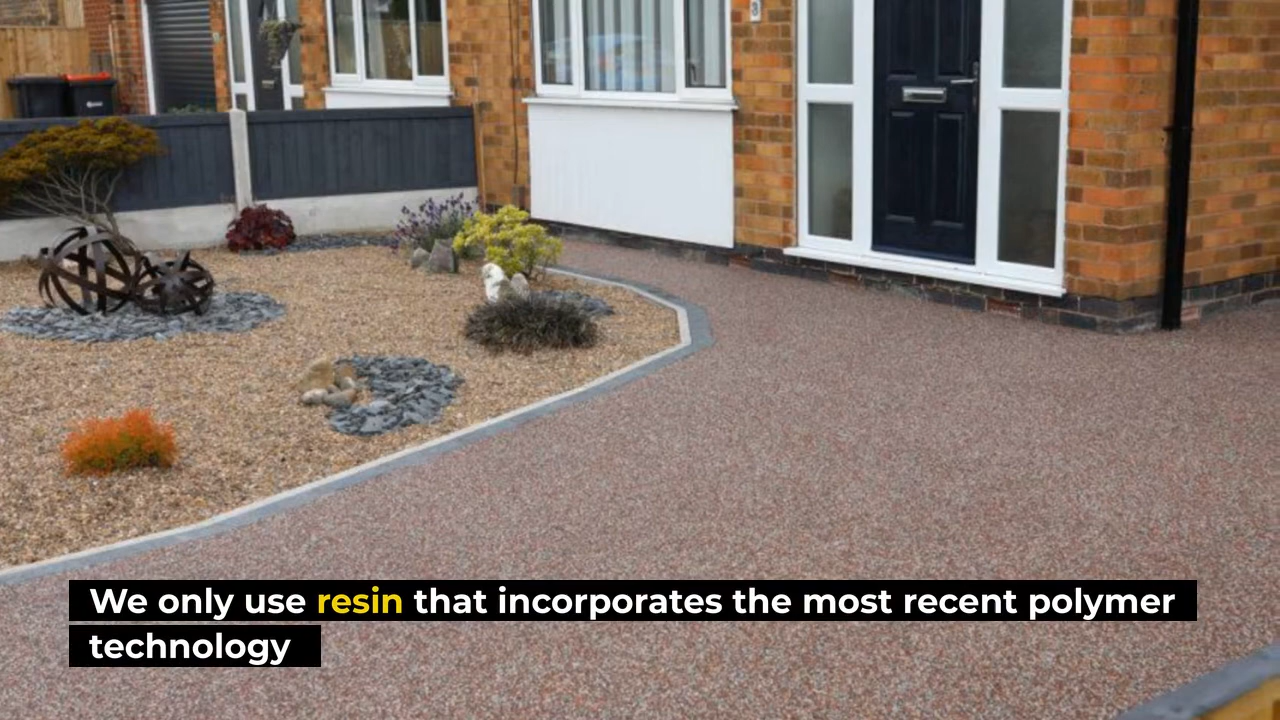 We only use resin that incorporates the most recent polymer
technology